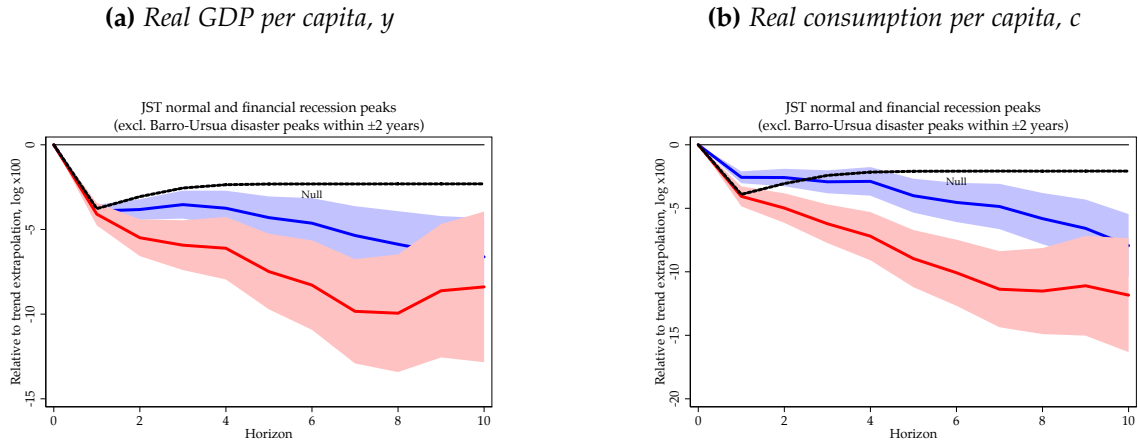 (a) Real GDP per capita, y
(b) Real consumption per capita, c
JST normal and financial recession peaks
(excl. Barro-Ursua disaster peaks within ±2 years)
Relative to trend extrapolation, log x100
0
-5
-10
-15
Null
0 2 4 6 8 10
Horizon
JST normal and financial recession peaks
(excl. Barro-Ursua disaster peaks within ±2 years)
Relative to trend extrapolation, log x100
0
-5
-10
-15
-20
Null
0 2 4 6 8 10
Horizon